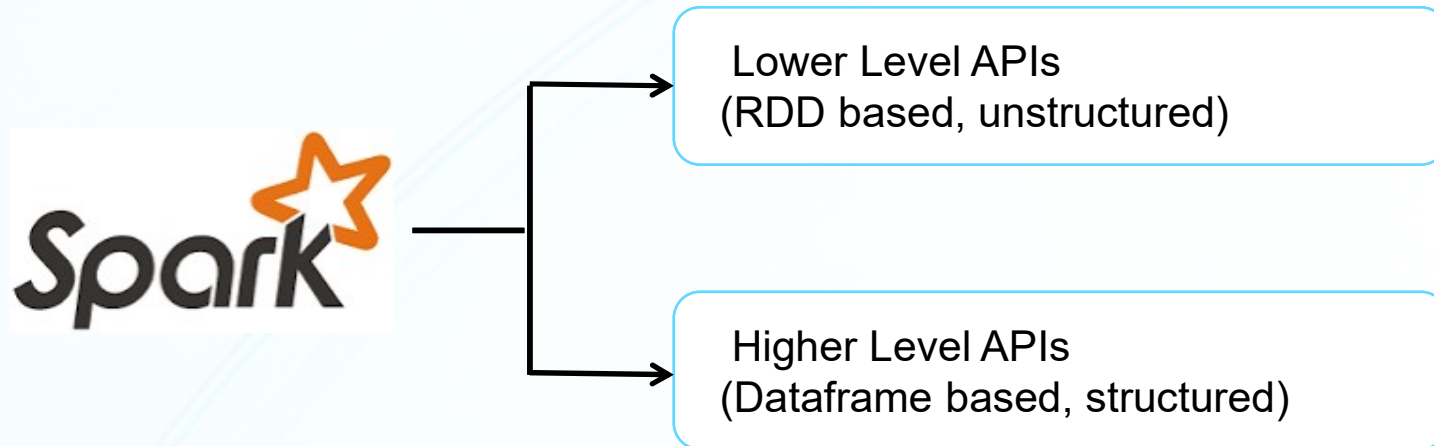 Spark
Lower Level APIs
(RDD based, unstructured)
Higher Level APIs
(Dataframe based, structured)